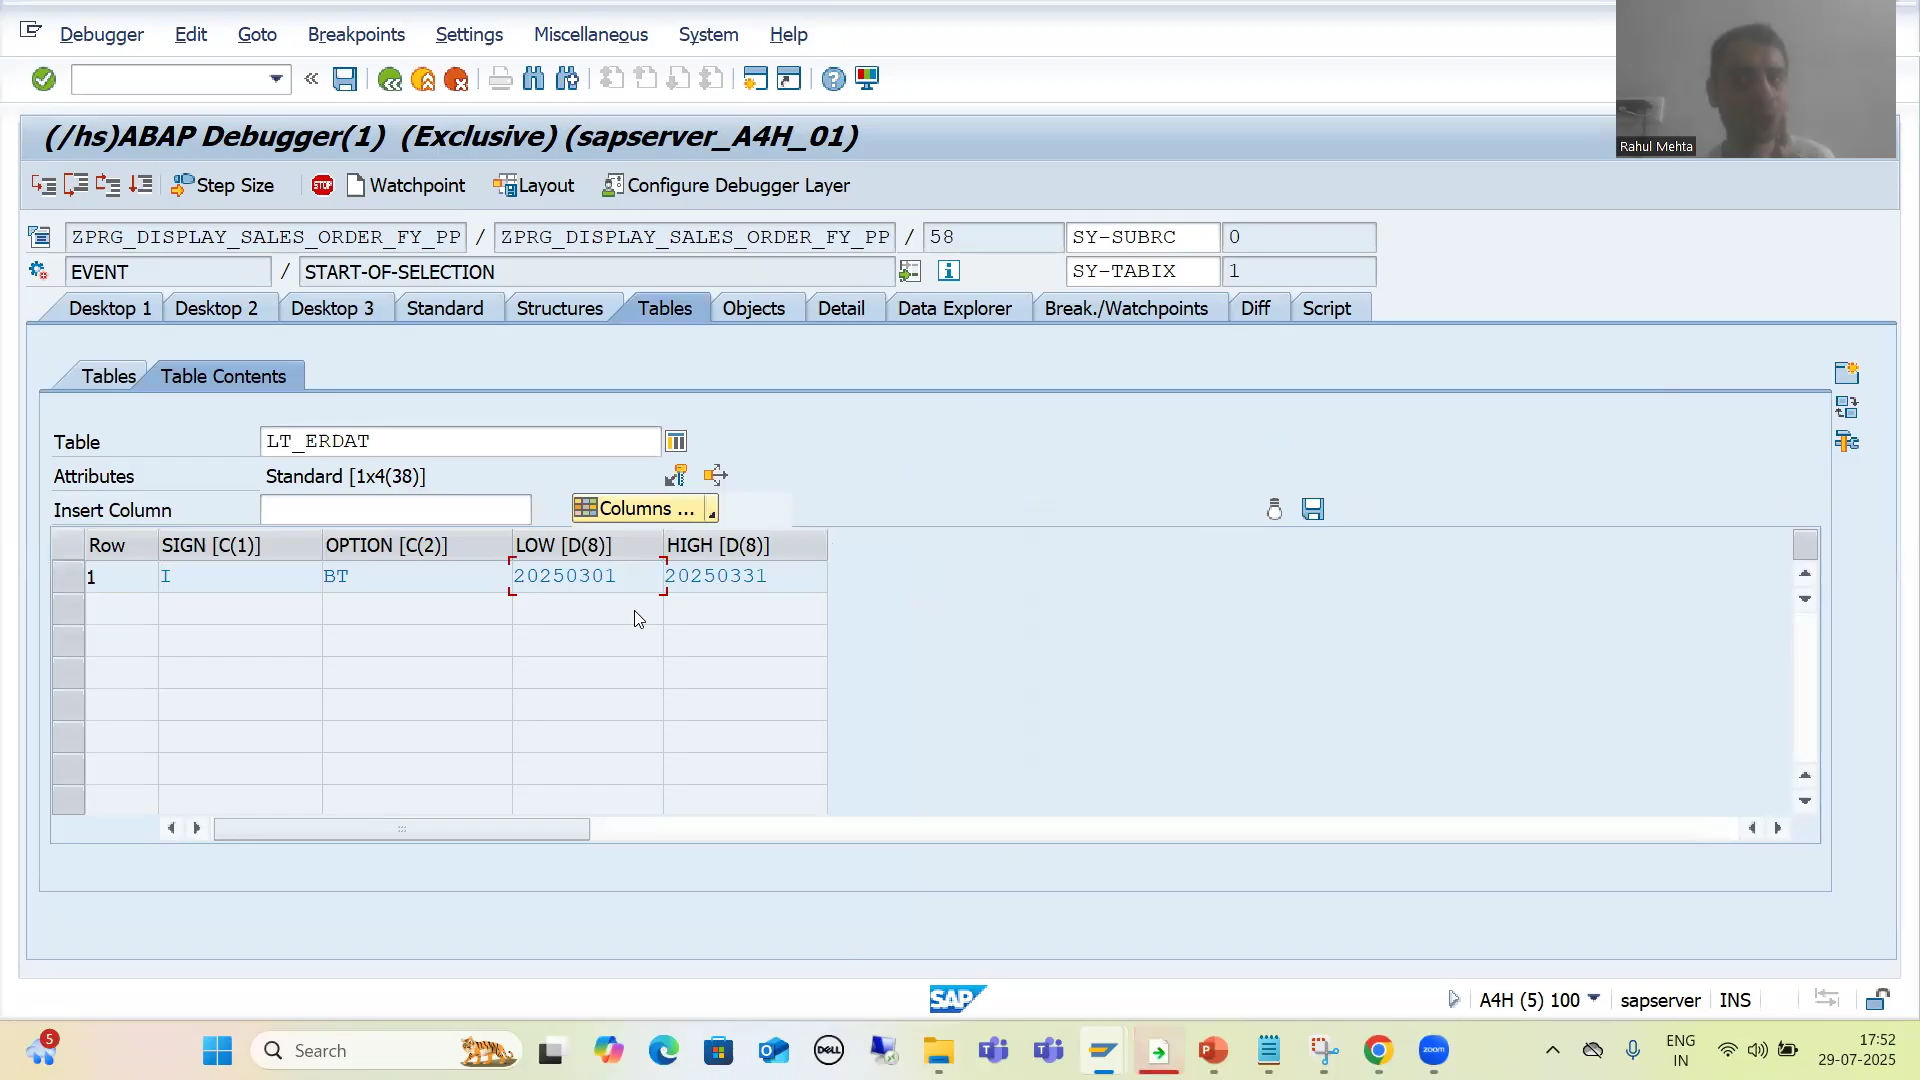 Debugger Edit Goto Breakpoints Settings Miscellaneous System Help
Rahul Mehta
(/hs)ABAP Debugger(1) (Exclusive) (sapserver_A4H_01)
Step Size STOP Watchpoint Layout Configure Debugger Layer
ZPRG_DISPLAY_SALES_ORDER_FY_PP / ZPRG_DISPLAY_SALES_ORDER_FY_PP / 58 SY-SUBRC 0
EVENT / START-OF-SELECTION SY-TABIX 1
Desktop 1 Desktop 2 Desktop 3 Standard Structures Tables Objects Detail Data Explorer Break./Watchpoints Diff Script
Tables Table Contents
Table LT_ERDAT
Attributes Standard [1x4(38)]
Insert Column Columns ...
Row SIGN [C(1)] OPTION [C(2)] LOW [D(8)] HIGH [D(8)]
1 I BT 20250301 20250331
SAP A4H (5) 100 sapserver INS
5 Search DELL zoom ENG 17:52
IN 29-07-2025